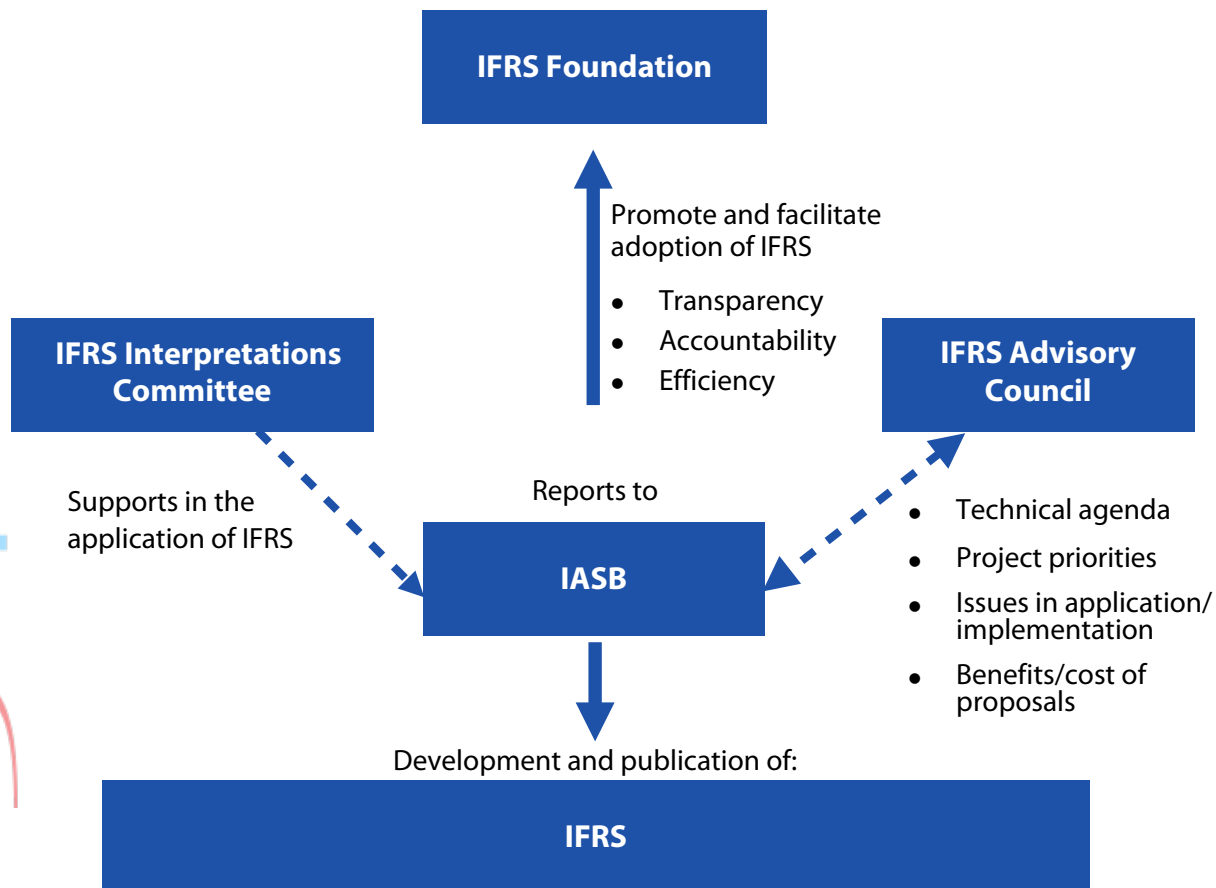 IFRS Foundation
Promote and facilitate
adoption of IFRS
● Transparency
● Accountability
● Efficiency
IFRS Interpretations
Committee
IFRS Advisory
Council
Supports in the
application of IFRS
Reports to
IASB
● Technical agenda
● Project priorities
● Issues in application/
implementation
● Benefits/cost of
proposals
Development and publication of:
IFRS